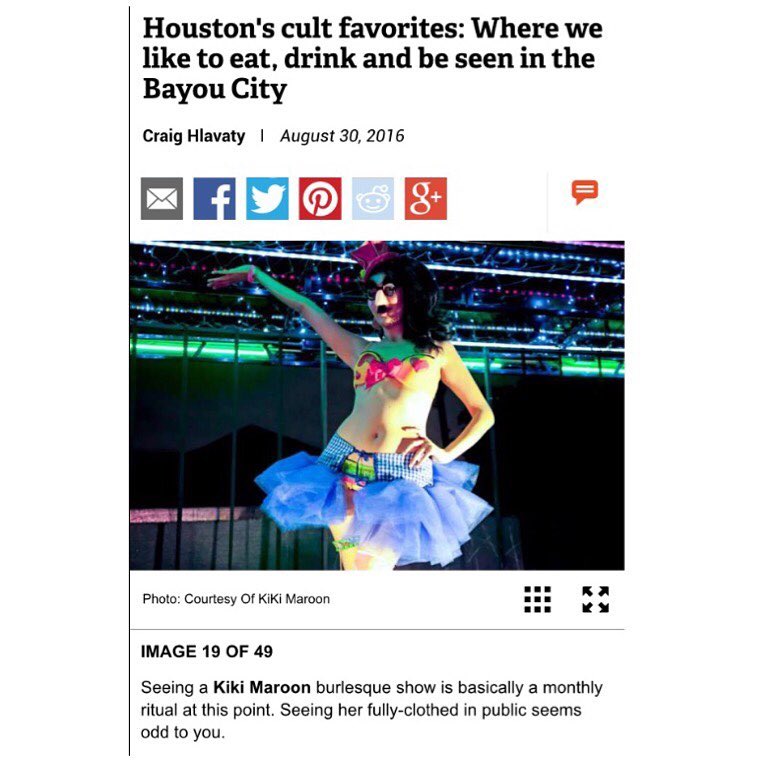 Houston's cult favorites: Where we
like to eat, drink and be seen in the
Bayou City
Craig Hlavaty | August 30, 2016
f
g+
Photo: Courtesy Of KiKi Maroon
IMAGE 19 OF 49
Seeing a Kiki Maroon burlesque show is basically a monthly
ritual at this point. Seeing her fully-clothed in public seems
odd to you.